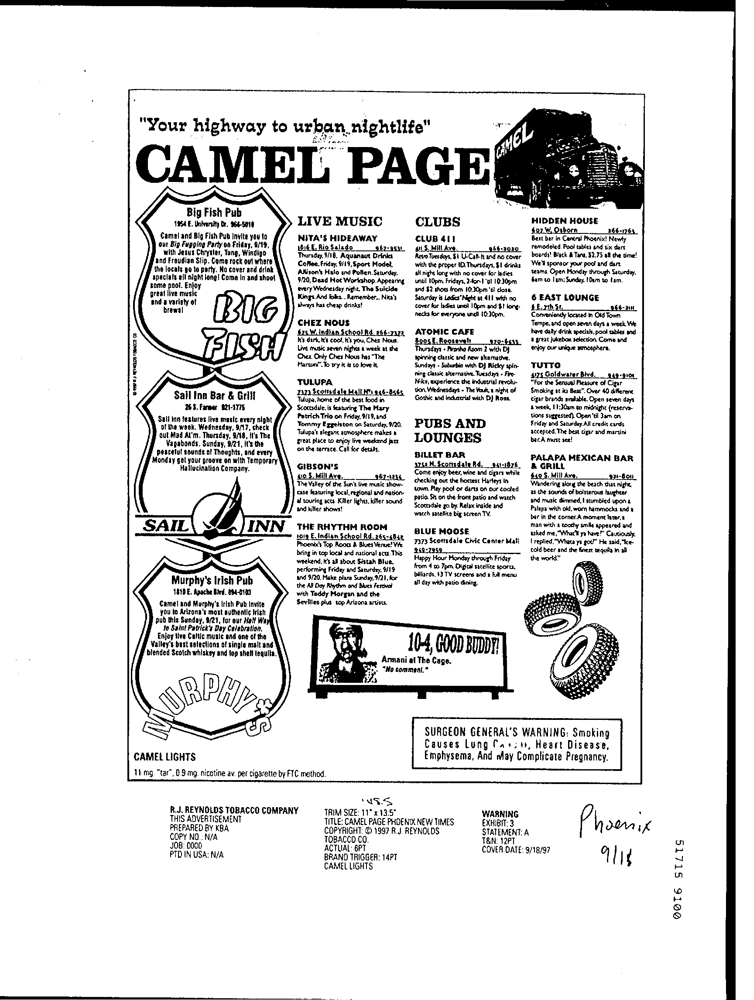 "Your highway to urban nightlife"
CAMEL PAGE
CAMEL
Big Fish Pub
1954 E. University Dr. 966-5018
Camel and Big Fish Pub invite you to
our Big Fugging Party on Friday, 9/19,
with Jesus Chrysler, Tang, Windigo
and Fraudian Slip. Come rock out where
the locals go to party. No cover and drink
specials all night long! Come in and shoot
some pool. Enjoy
great live music
and a variety of
brews!
BIG
FISH
Sail Inn Bar & Grill
26 S. Farmer 921-1775
Sail Inn features live music every night
of the week. Wednesday, 9/17, check
out Mad At'm. Thursday, 9/18, it's The
Vagabonds. Sunday, 9/21, it's the
peaceful sounds of Thoughts, and every
Monday get your groove on with Temporary
Hallucination Company.
SAIL INN
Murphy's Irish Pub
1810 E. Apache Blvd. 894-0103
Camel and Murphy's Irish Pub invite
you to Arizona's most authentic Irish
pub this Sunday, 9/21, for our Half Way
to Saint Patrick's Day Celebration.
Enjoy live Celtic music and one of the
Valley's best selections of single malt and
blended Scotch whiskey and top shelf tequila.
MURPHY'S
LIVE MUSIC
NITA'S HIDEAWAY
1816 E. Rio Salado 967-9531
Thursday, 9/18, Aquanaut Drinks
Coffee, Friday, 9/19, Sport Model,
Allison's Halo and Pollen. Saturday,
9/20, Dead Hot Workshop. Appearing
every Wednesday night, The Suicide
Kings. And folks...Remember... Nita's
always has cheap drinks!
CHEZ NOUS
675 W. Indian School Rd. 266-7372
It's dark, it's cool, it's you, Chez Nous.
Live music seven nights a week at the
Chez. Only Chez Nous has "The
Martuni". To try it is to love it.
TULUPA
7373 Scottsdale Mall 946-8565
Tulupa, home of the best food in
Scottsdale, is featuring The Mary
Patrich Trio on Friday, 9/19, and
Tommy Eggelston on Saturday, 9/20.
Tulupa's elegant atmosphere makes a
great place to enjoy live weekend jazz
on the terrace. Call for details.
GIBSON'S
410 S. Mill Ave. 967-1234
The Valley of the Sun's live music show-
case featuring local, regional and nation-
al touring acts. Killer lights, killer sound
and killer shows!
THE RHYTHM ROOM
1019 E. Indian School Rd. 265-4842
Phoenix's Top Roots & Blues Venue! We
bring in top local and national acts. This
weekend, it's all about Sistah Blue,
performing Friday and Saturday, 9/19
and 9/20. Make plans Sunday, 9/21, for
the All Day Rhythm and Blues Festival
with Teddy Morgan and the
Sevilles plus top Arizona artists.
CLUBS
CLUB 411
411 S. Mill Ave. 966-3020
Retro Tuesdays, $1 U-Call-It and no cover
with the proper ID. Thursdays, $1 drinks
all night long with no cover for ladies
until 10pm. Fridays, 2-for-1 'til 10:30pm
and $2 shots from 10:30pm 'til close.
Saturday is Ladies' Night at 411 with no
cover for ladies until 10pm and $1 long-
necks for everyone until 10:30pm.
ATOMIC CAFE
Thursdays - Piranha Room 2 with DJ
spinning classic and new alternative.
Sundays - Suburbia with DJ Ricky spin-
ning classic alternative. Tuesdays - Fire-
N-Ice, experience the industrial revolu-
tion. Wednesdays - The Vault, a night of
Gothic and industrial with DJ Ross.
PUBS AND
LOUNGES
BILLET BAR
Come enjoy beer, wine and cigars while
checking out the hottest Harleys in
town. Play pool or darts on our cooled
patio. Sit on the front patio and watch
Scottsdale go by. Relax inside and
watch satellite big screen TV.
BLUE MOOSE
7373 Scottsdale Civic Center Mall
949-7959
Happy Hour Monday through Friday
from 4 to 7pm. Digital satellite sports,
billiards, 13 TV screens and a full menu
all day with patio dining.
HIDDEN HOUSE
607 W. Osborn 266-1765
Best bar in Central Phoenix! Newly
remodeled. Pool tables and six dart
boards! Black & Tans, $2.75 all the time!
We'll sponsor your pool and dart
teams. Open Monday through Saturday,
6am to 1am; Sunday, 10am to 1am.
6 EAST LOUNGE
6 E. 7th St.
Conveniently located in Old Town
Tempe, and open seven days a week. We
have daily drink specials, pool tables and
a great jukebox selection. Come and
enjoy our unique atmosphere.
TUTTO
4175 Goldwater Blvd.
"For the Sensual Pleasure of Cigar
Smoking at its Best". Over 40 different
cigar brands available. Open seven days
a week, 11:30am to midnight (reserva-
tions suggested). Open 'til 3am on
Friday and Saturday. All credit cards
accepted. The best cigar and martini
bar. A must see!
PALAPA MEXICAN BAR
& GRILL
640 S. Mill Ave.
Wandering along the beach that night,
as the sounds of boisterous laughter
and music dimmed, I stumbled upon a
Palapa with old, worn hammocks and a
bar in the corner. A moment later, a
man with a toothy smile appeared and
asked me, "What'll ya have?" Cautiously,
I replied, "Whata ya got?" He said, "Ice-
cold beer and the finest tequila in all
the world."
10-4, GOOD BUDDY!
Armani at The Cage.
"No comment."
SURGEON GENERAL'S WARNING: Smoking
Causes Lung Cancer, Heart Disease,
Emphysema, And May Complicate Pregnancy.
CAMEL LIGHTS
11 mg. "tar", 0.9 mg. nicotine av. per cigarette by FTC method.
R.J. REYNOLDS TOBACCO COMPANY
THIS ADVERTISEMENT
PREPARED BY KBA
COPY NO.: N/A
JOB: 0000
PTD IN USA: N/A
TRIM SIZE: 11" x 13.5"
TITLE: CAMEL PAGE PHOENIX NEW TIMES
COPYRIGHT: © 1997 R.J. REYNOLDS
TOBACCO CO.
ACTUAL: 6PT
BRAND TRIGGER: 14PT
CAMEL LIGHTS
WARNING
EXHIBIT: 3
STATEMENT: A
T&N: 12PT
COVER DATE: 9/18/97
Phoenix
9/18
51715 9100